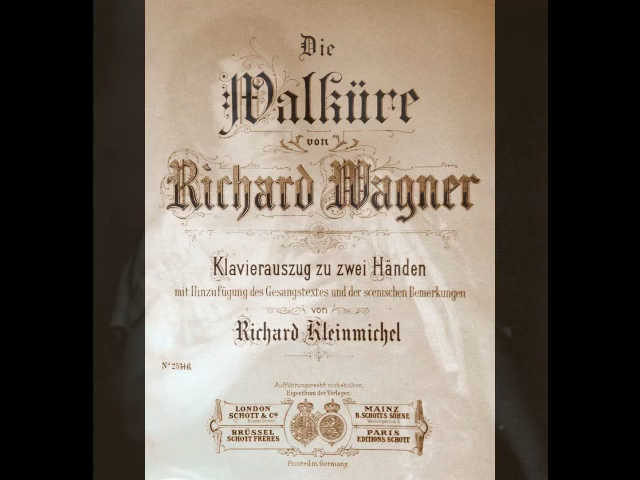 Die
Walküre
von
Richard Wagner
Klavierauszug zu zwei Händen
mit Hinzufügung des Gesangstextes und der scenischen Bemerkungen
von
Richard Kleinmichel
No 25346.
Aufführungsrecht vorbehalten.
Eigenthum der Verleger.
LONDON
SCHOTT & Co
MAINZ
B. SCHOTT'S SÖHNE
BRÜSSEL
SCHOTT FRERES
PARIS
EDITIONS SCHOTT
Printed in Germany.